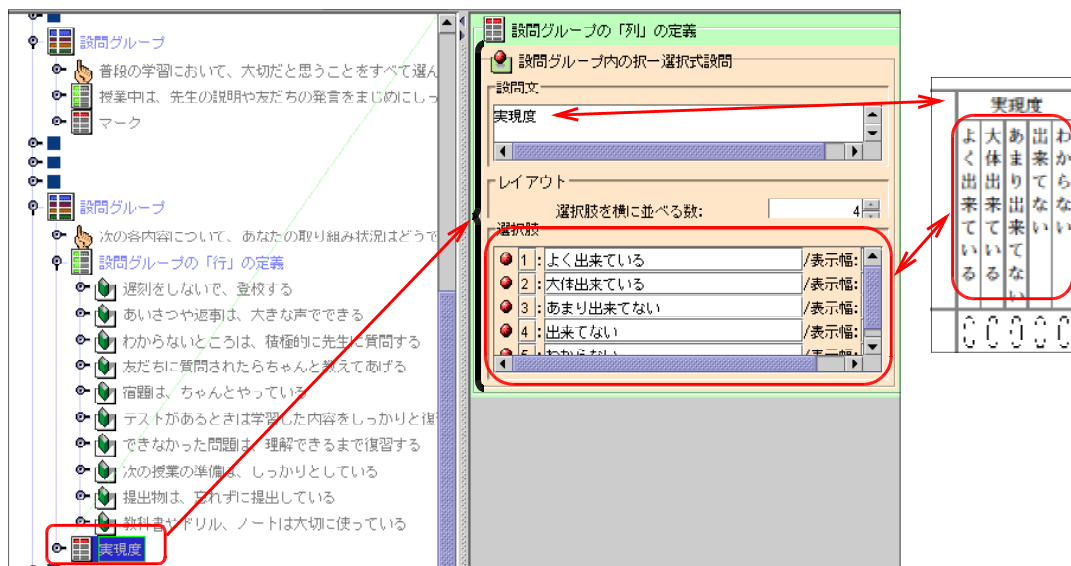 設問グループ
普段の学習において、大切だと思うことをすべて選ん
授業中は、先生の説明や友だちの発言をまじめにしっ
マーク
設問グループ
次の各内容について、あなたの取り組み状況はどうで
設問グループの「行」の定義
遅刻をしないで、登校する
あいさつや返事は、大きな声でできる
わからないところは、積極的に先生に質問する
友だちに質問されたらちゃんと教えてあげる
宿題は、ちゃんとやっている
テストがあるときは学習した内容をしっかりと復習
できなかった問題は、理解できるまで復習する
次の授業の準備は、しっかりとしている
提出物は、忘れずに提出している
教科書やドリル、ノートは大切に使っている
実現度
設問グループの「列」の定義
設問グループ内の択一選択式設問
設問文
実現度
レイアウト
選択肢を横に並べる数: 4
選択肢
1 : よく出来ている /表示幅:
2 : 大体出来ている /表示幅:
3 : あまり出来てない /表示幅:
4 : 出来てない /表示幅:
5 : わからない /表示幅:
実現度
よく出来ている
大体出来ている
あまり出来てない
出来てない
わからない